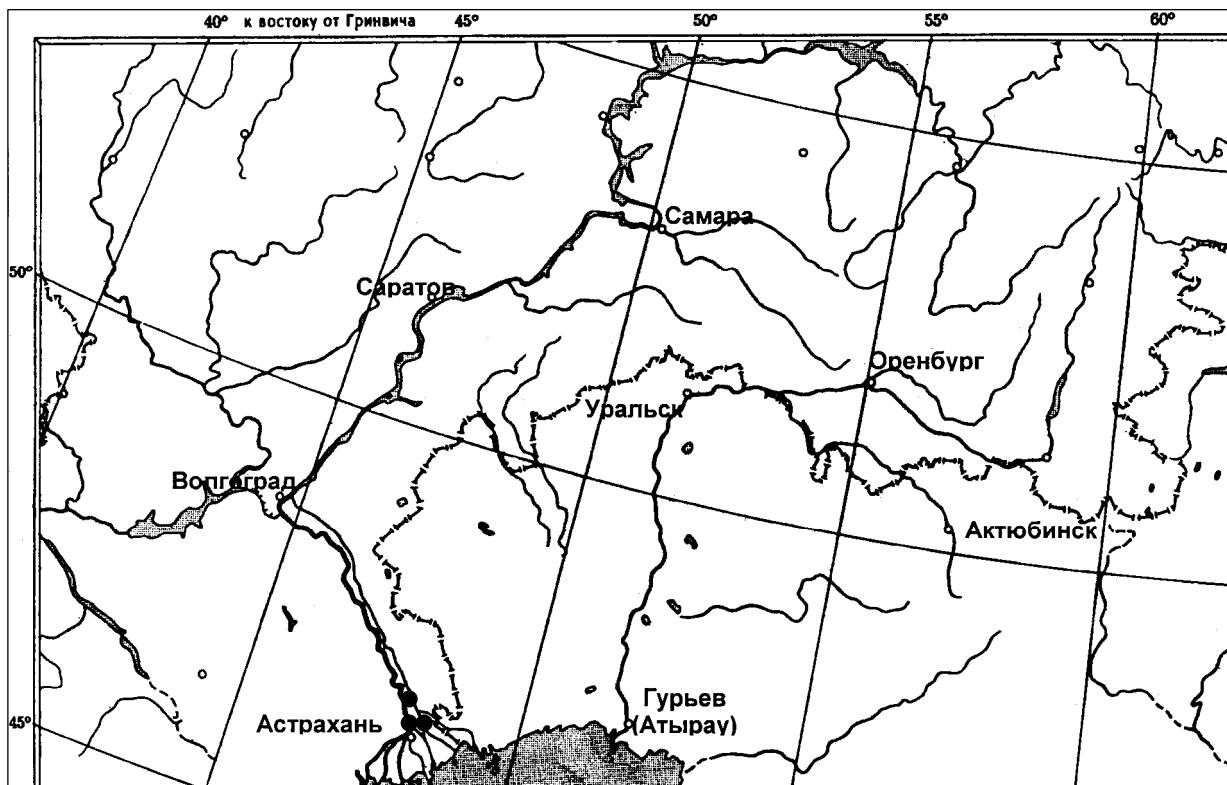 40° к востоку от Гринвича 45° 50° 55° 60°
Самара
50°
Саратов
Оренбург
Уральск
Волгоград
Актюбинск
45°
Астрахань
Гурьев
(Атырау)